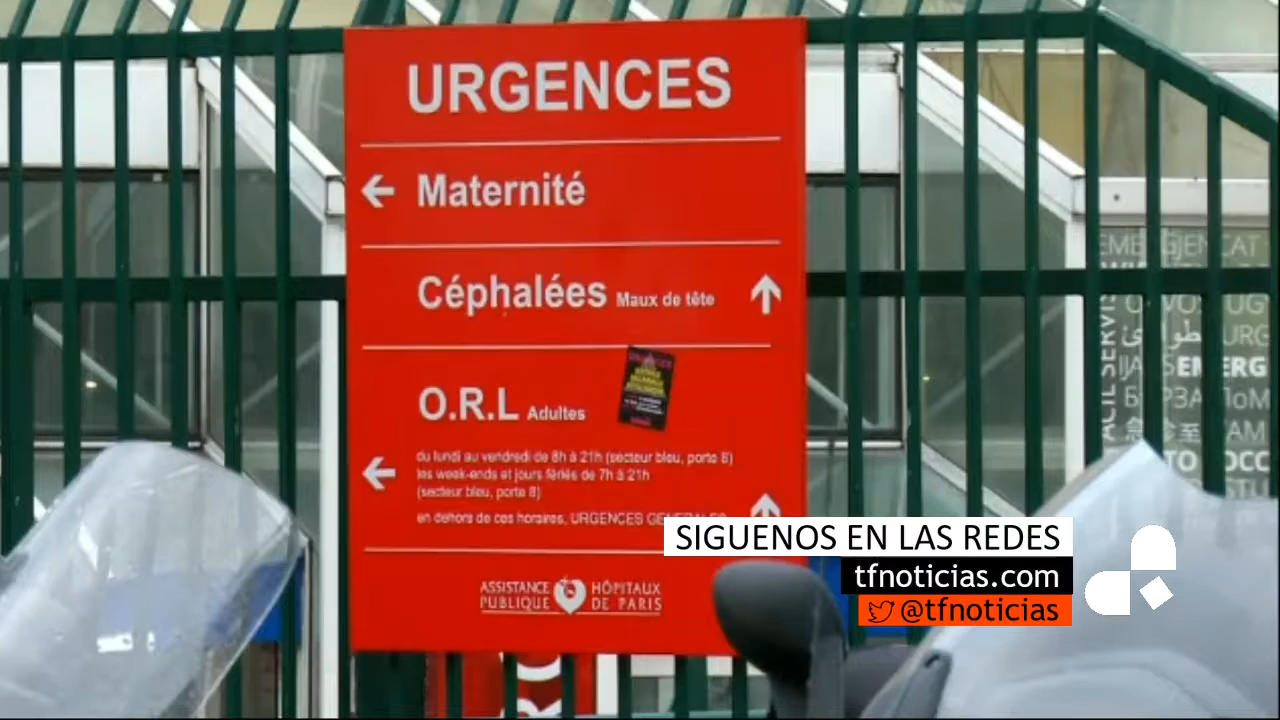 URGENCES
Maternité
Céphalées Maux de tête
O.R.L Adultes
du lundi au vendredi de 8h à 21h (secteur bleu, porte 8)
les week-ends et jours fériés de 7h à 21h
(secteur bleu, porte 8)
en dehors de ces horaires, URGENCES GENERALES
ASSISTANCE PUBLIQUE
HÔPITAUX DE PARIS
SIGUENOS EN LAS REDES
tfnoticias.com
@tfnoticias
EMERG